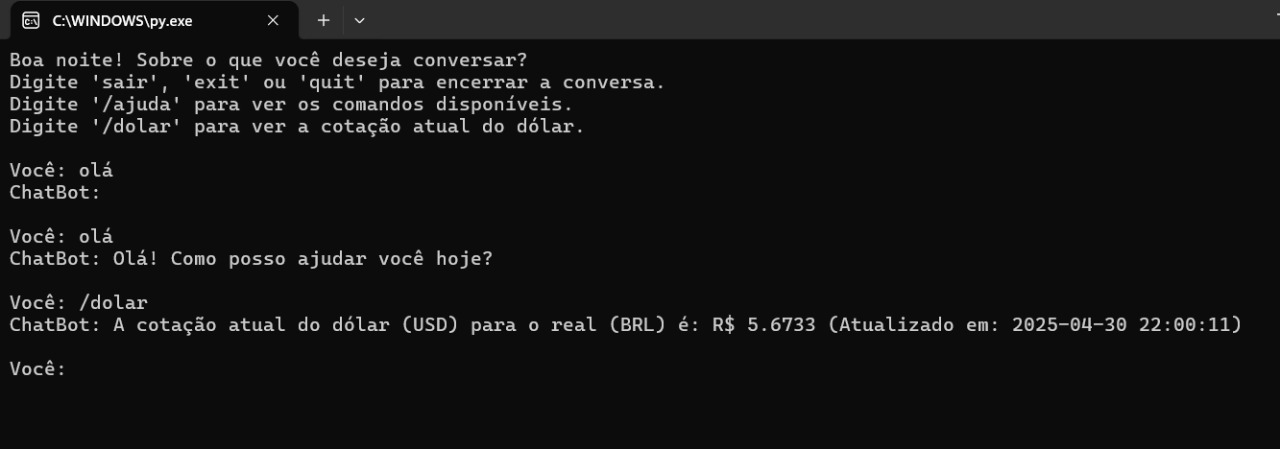 C:\WINDOWS\py.exe
Boa noite! Sobre o que você deseja conversar?
Digite 'sair', 'exit' ou 'quit' para encerrar a conversa.
Digite '/ajuda' para ver os comandos disponíveis.
Digite '/dolar' para ver a cotação atual do dólar.
Você: olá
ChatBot:
Você: olá
ChatBot: Olá! Como posso ajudar você hoje?
Você: /dolar
ChatBot: A cotação atual do dólar (USD) para o real (BRL) é: R$ 5.6733 (Atualizado em: 2025-04-30 22:00:11)
Você: